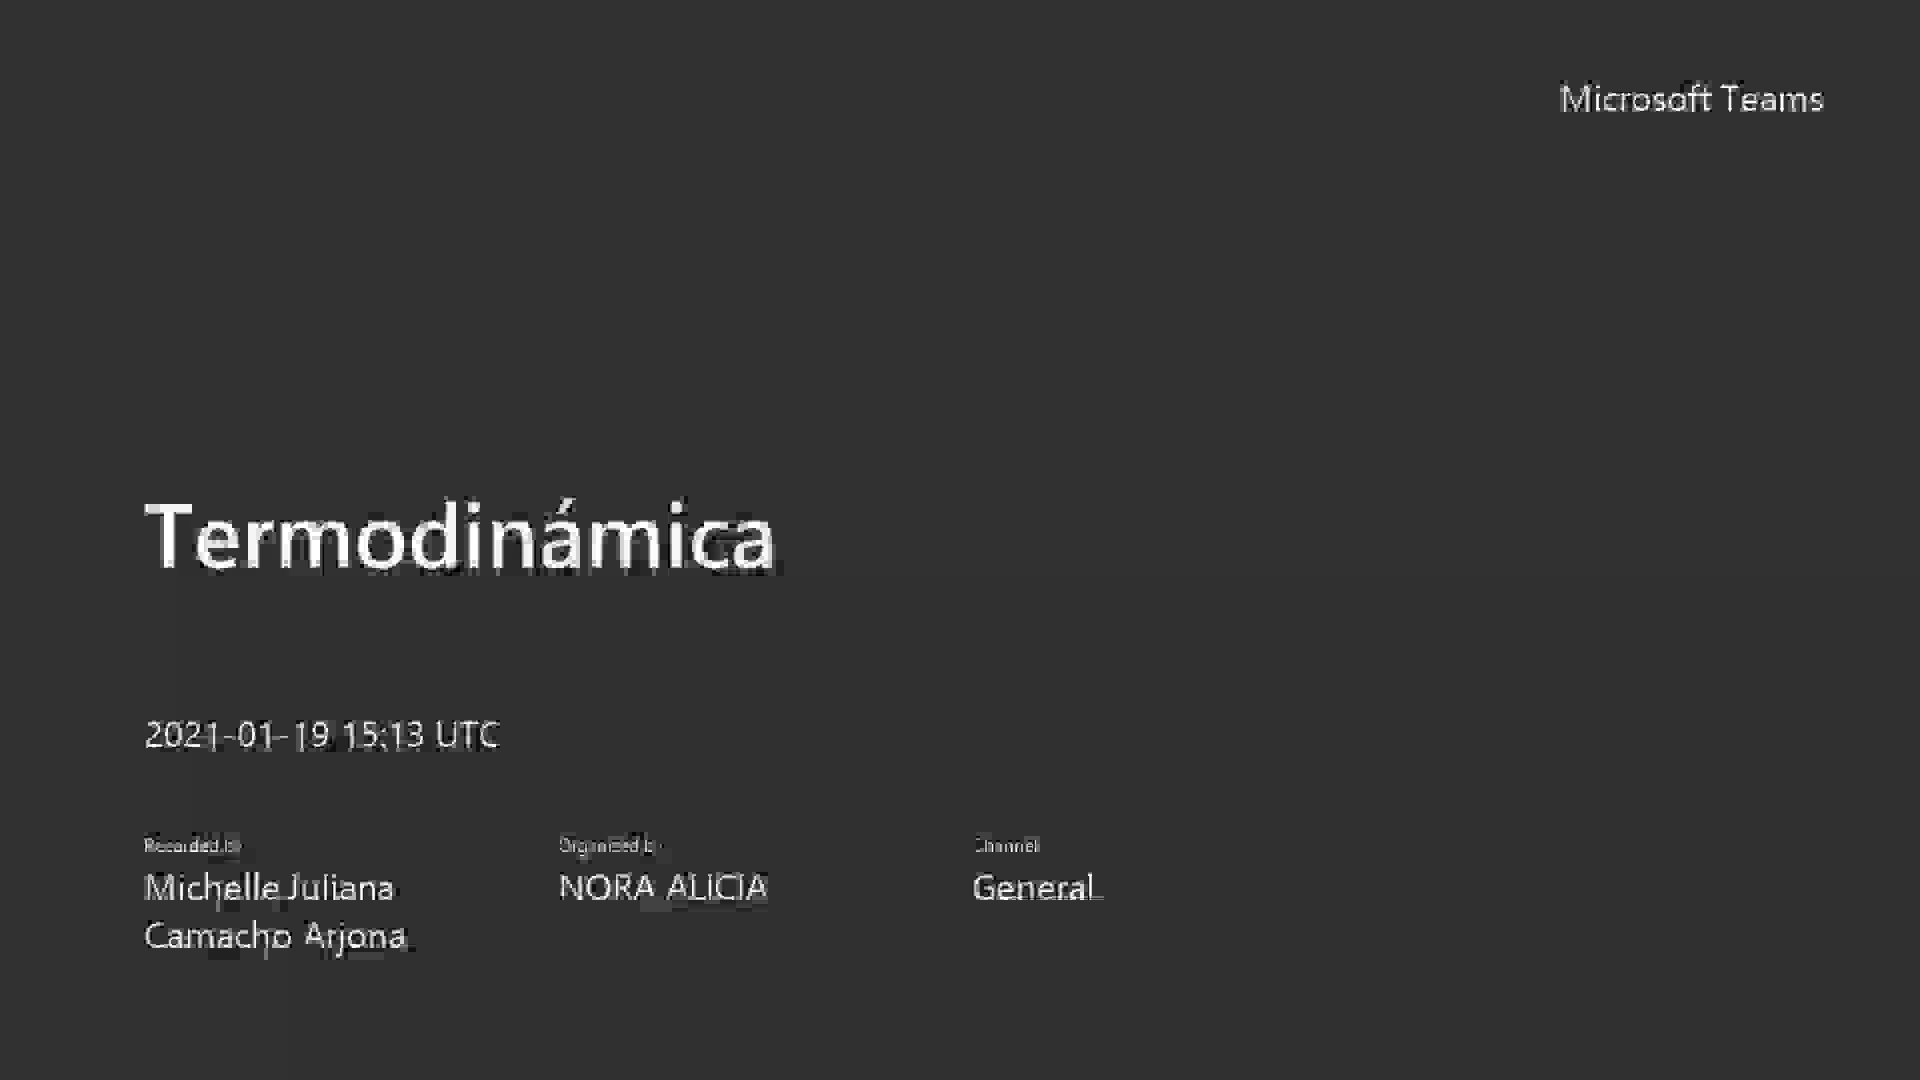 Microsoft Teams
Termodinámica
2021-01-19 15:13 UTC
Recorded by
Organized by
Channel
Michelle Juliana
Camacho Arjona
NORA ALICIA
General